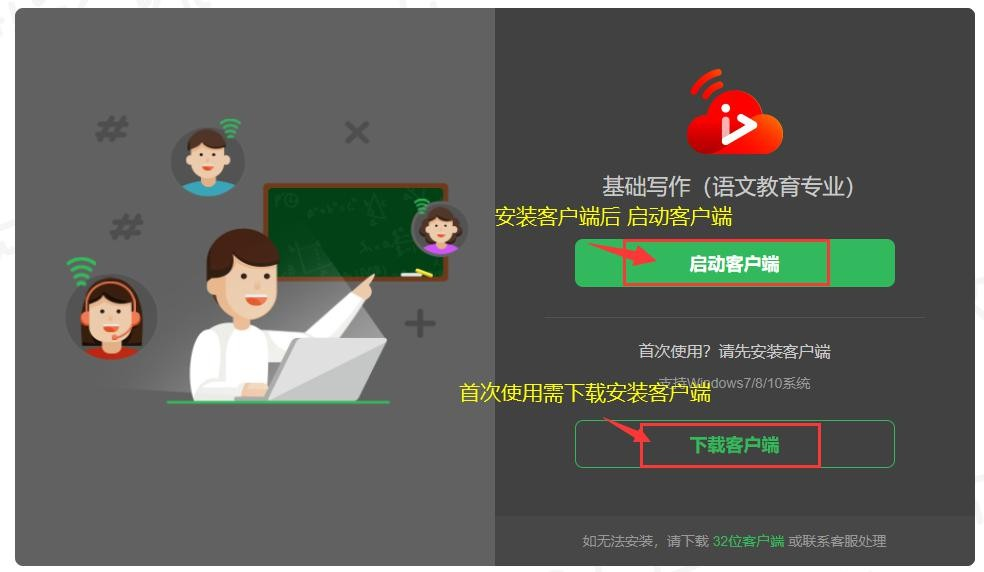 基础写作（语文教育专业）
安装客户端后 启动客户端
启动客户端
首次使用？请先安装客户端
支持Windows7/8/10系统
首次使用需下载安装客户端
下载客户端
如无法安装，请下载 32位客户端 或联系客服处理